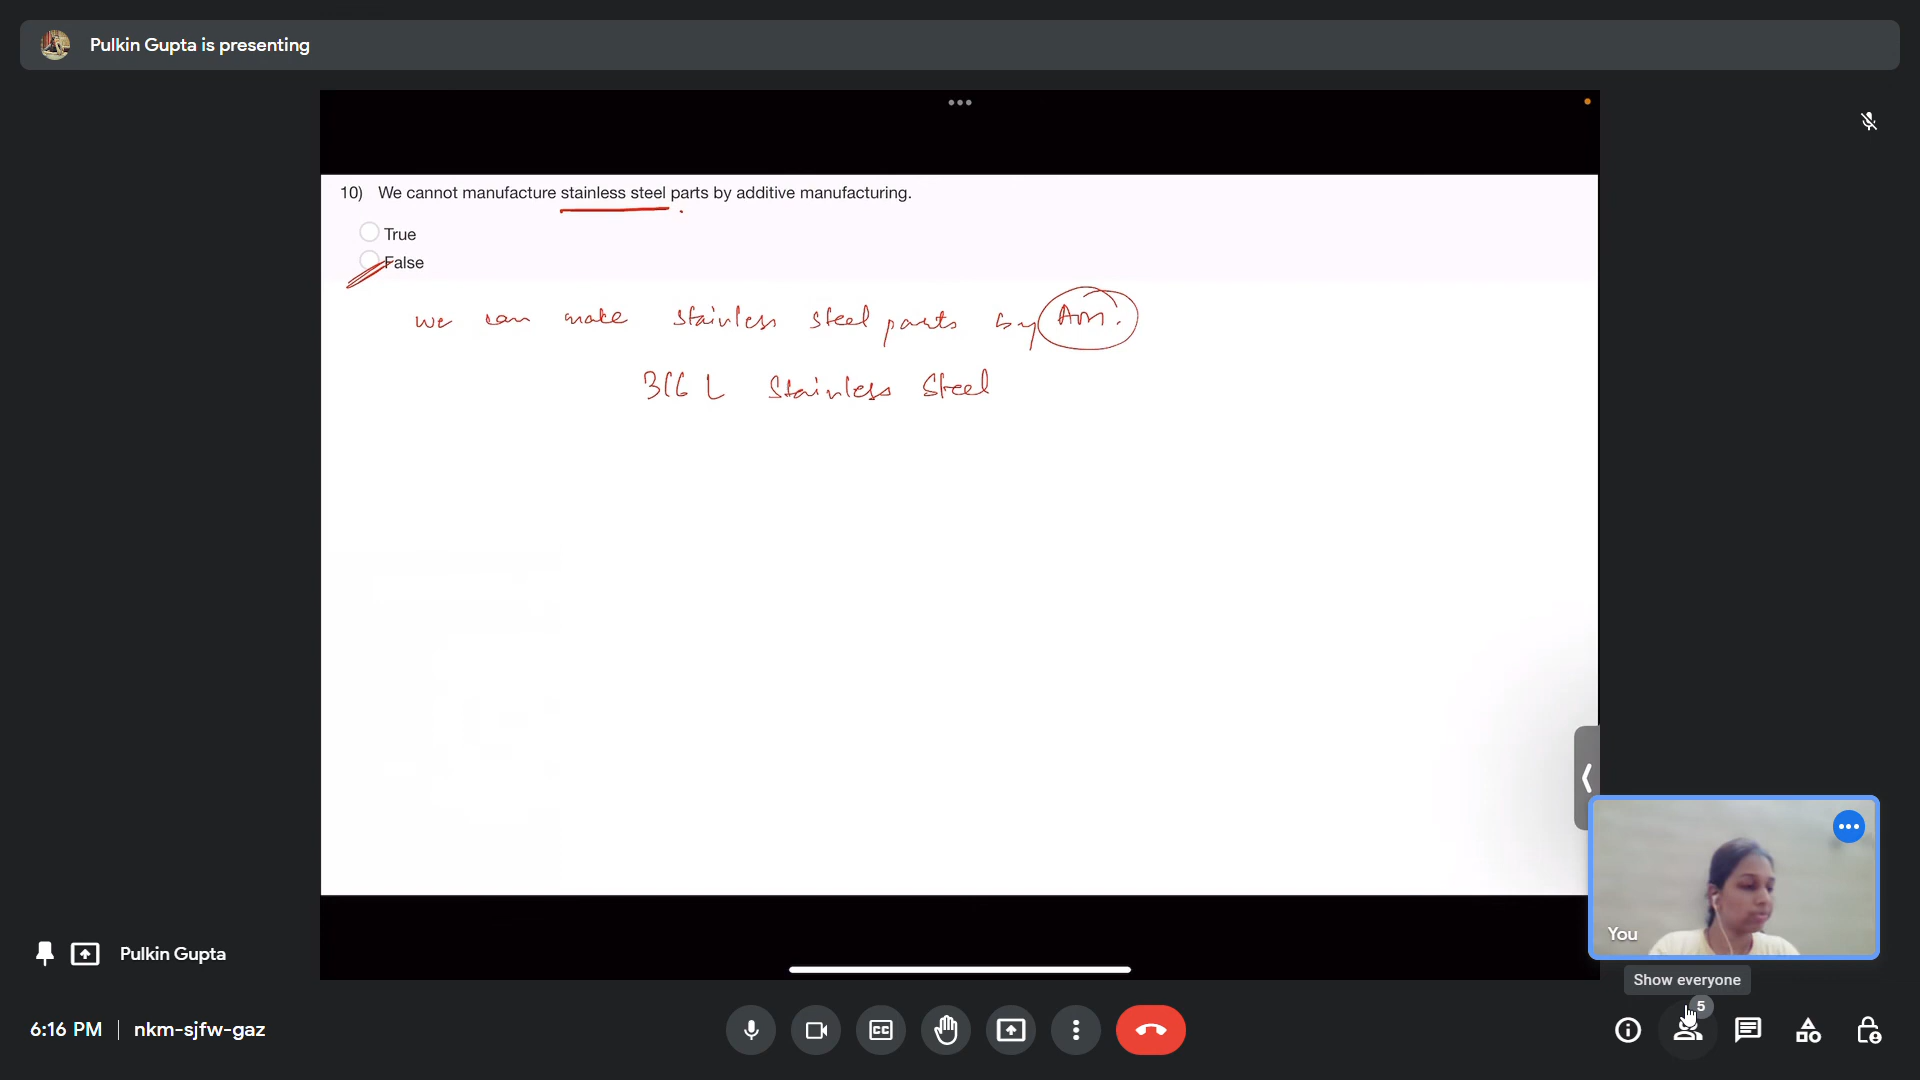 Pulkin Gupta is presenting
10) We cannot manufacture stainless steel parts by additive manufacturing.
True
False
we can make stainless steel parts by Am.
316 L Stainless Steel
You
Pulkin Gupta
Show everyone
5
6:16 PM | nkm-sjfw-gaz
CC